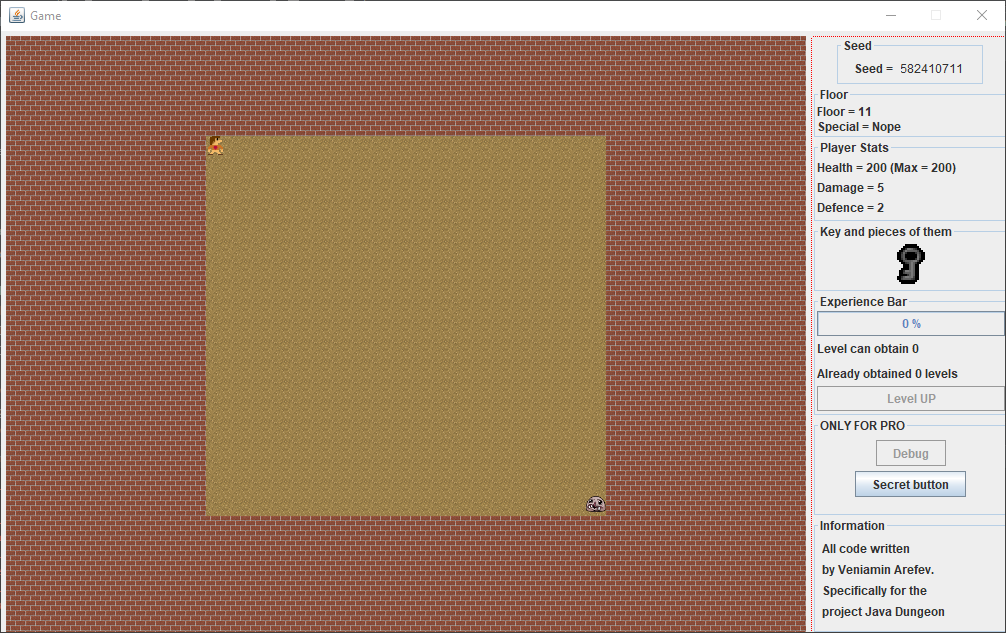 Game
Seed
Seed = 582410711
Floor
Floor = 11
Special = Nope
Player Stats
Health = 200 (Max = 200)
Damage = 5
Defence = 2
Key and pieces of them
Experience Bar
0 %
Level can obtain 0
Already obtained 0 levels
Level UP
ONLY FOR PRO
Debug
Secret button
Information
All code written
by Veniamin Arefev.
Specifically for the
project Java Dungeon